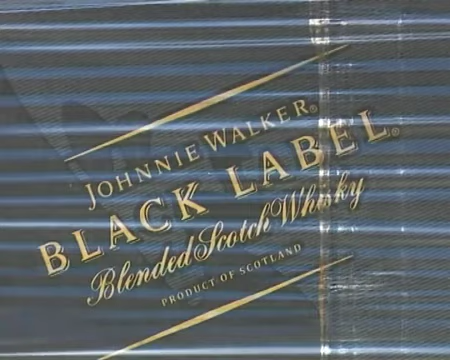 JOHNNIE WALKER®
BLACK LABEL®
Blended Scotch Whisky
PRODUCT OF SCOTLAND